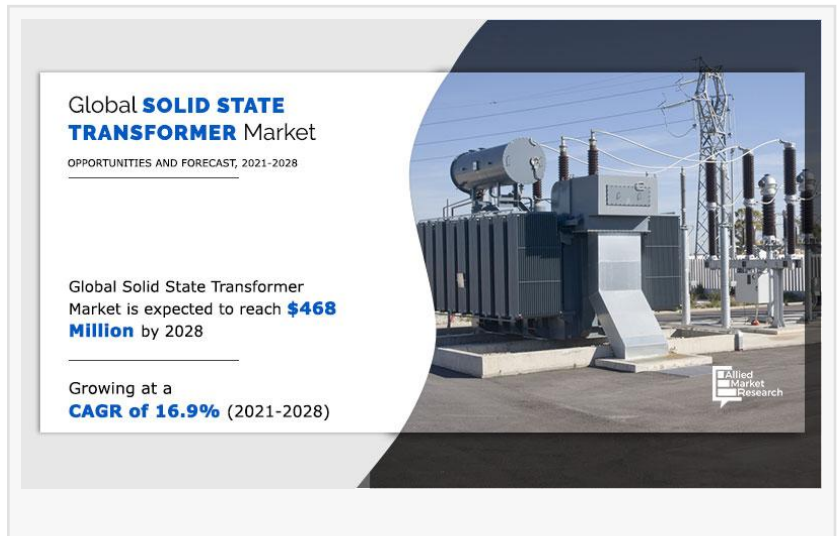 Global SOLID STATE
TRANSFORMER Market
OPPORTUNITIES AND FORECAST, 2021-2028
Global Solid State Transformer
Market is expected to reach $468
Million by 2028
Growing at a
CAGR of 16.9% (2021-2028)
Allied
Market
Research